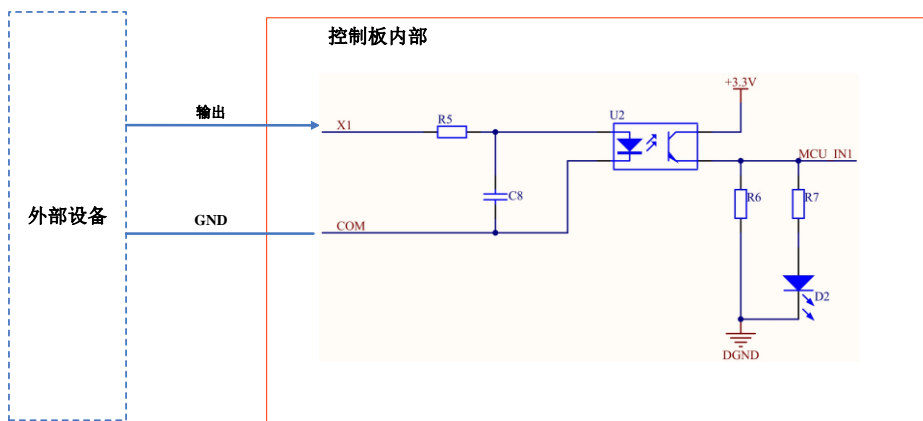 控制板内部
+3.3V
输出
X1
R5
U2
MCU_IN1
外部设备
C8
R6
R7
GND
COM
D2
DGND